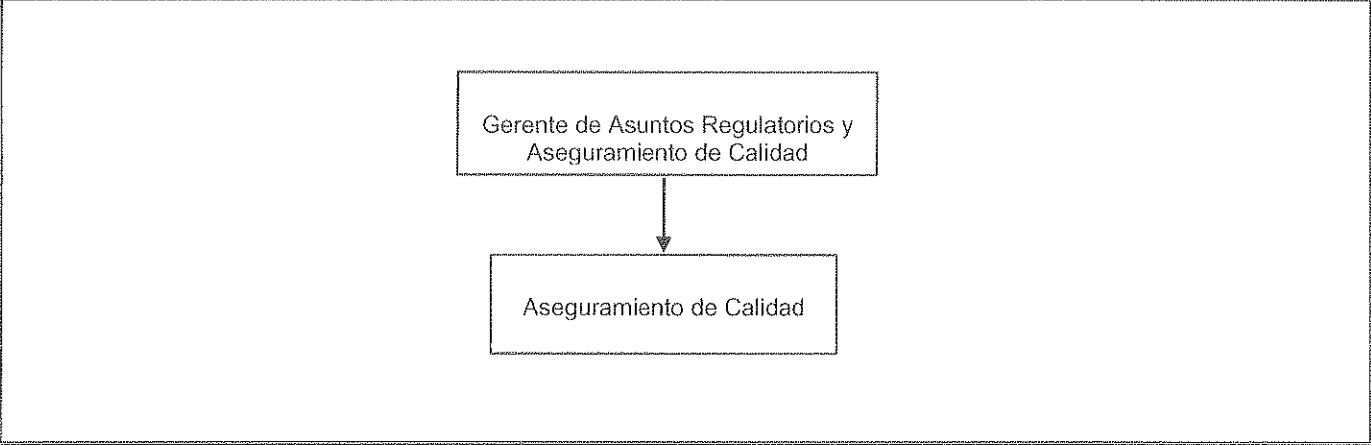 Gerente de Asuntos Regulatorios y
Aseguramiento de Calidad
Aseguramiento de Calidad